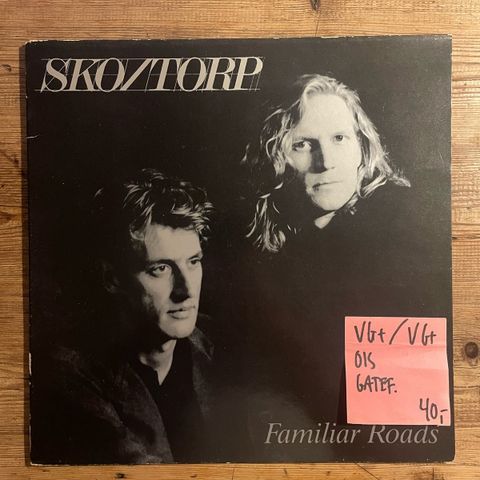 SKO/TORP
VG+/VG+
OIS
GATEF.
40,-
Familiar Roads